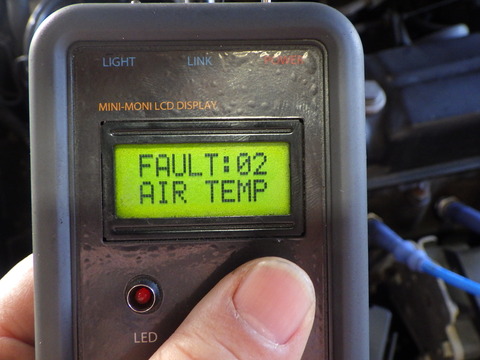 LIGHT LINK POWER
MINI-MONI LCD DISPLAY
FAULT:02
AIR TEMP
LED